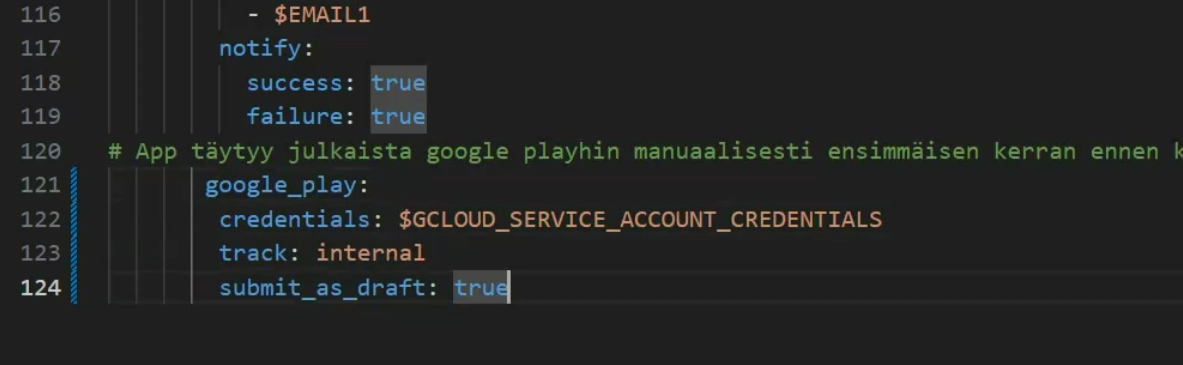 116 - $EMAIL1
117 notify:
118 success: true
119 failure: true
120 # App täytyy julkaista google playhin manuaalisesti ensimmäisen kerran ennen
121 google_play:
122 credentials: $GCLOUD_SERVICE_ACCOUNT_CREDENTIALS
123 track: internal
124 submit_as_draft: true